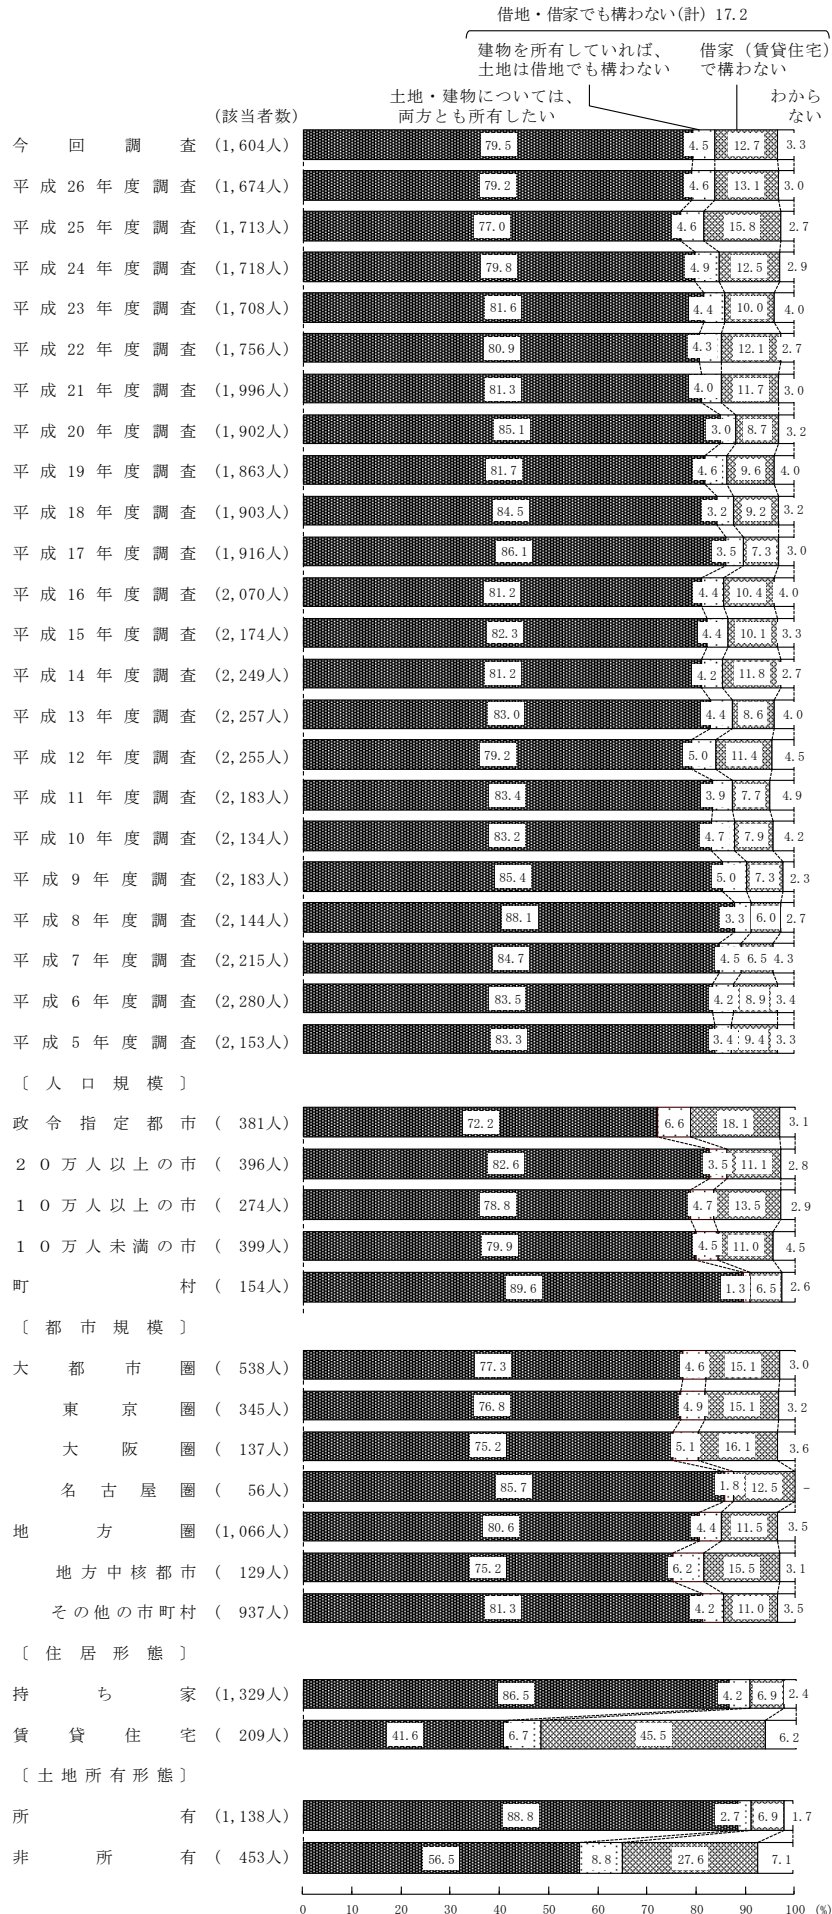 借地・借家でも構わない(計) 17.2
建物を所有していれば、 借家（賃貸住宅）
土地は借地でも構わない で構わない
土地・建物については、 わから
(該当者数) 両方とも所有したい ない
今回調査 (1,604人) 79.5 4.5 12.7 3.3
平成26年度調査 (1,674人) 79.2 4.6 13.1 3.0
平成25年度調査 (1,713人) 77.0 4.6 15.8 2.7
平成24年度調査 (1,718人) 79.8 4.9 12.5 2.9
平成23年度調査 (1,708人) 81.6 4.4 10.0 4.0
平成22年度調査 (1,756人) 80.9 4.3 12.1 2.7
平成21年度調査 (1,996人) 81.3 4.0 11.7 3.0
平成20年度調査 (1,902人) 85.1 3.0 8.7 3.2
平成19年度調査 (1,863人) 81.7 4.6 9.6 4.0
平成18年度調査 (1,903人) 84.5 3.2 9.2 3.2
平成17年度調査 (1,916人) 86.1 3.5 7.3 3.0
平成16年度調査 (2,070人) 81.2 4.4 10.4 4.0
平成15年度調査 (2,174人) 82.3 4.4 10.1 3.3
平成14年度調査 (2,249人) 81.2 4.2 11.8 2.7
平成13年度調査 (2,257人) 83.0 4.4 8.6 4.0
平成12年度調査 (2,255人) 79.2 5.0 11.4 4.5
平成11年度調査 (2,183人) 83.4 3.9 7.7 4.9
平成10年度調査 (2,134人) 83.2 4.7 7.9 4.2
平成9年度調査 (2,183人) 85.4 5.0 7.3 2.3
平成8年度調査 (2,144人) 88.1 3.3 6.0 2.7
平成7年度調査 (2,215人) 84.7 4.5 6.5 4.3
平成6年度調査 (2,280人) 83.5 4.2 8.9 3.4
平成5年度調査 (2,153人) 83.3 3.4 9.4 3.3
〔人口規模〕
政令指定都市 ( 381人) 72.2 6.6 18.1 3.1
２０万人以上の市 ( 396人) 82.6 3.5 11.1 2.8
１０万人以上の市 ( 274人) 78.8 4.7 13.5 2.9
１０万人未満の市 ( 399人) 79.9 4.5 11.0 4.5
町村 ( 154人) 89.6 1.3 6.5 2.6
〔都市規模〕
大都市圏 ( 538人) 77.3 4.6 15.1 3.0
東京圏 ( 345人) 76.8 4.9 15.1 3.2
大阪圏 ( 137人) 75.2 5.1 16.1 3.6
名古屋圏 ( 56人) 85.7 1.8 12.5 -
地方圏 (1,066人) 80.6 4.4 11.5 3.5
地方中核都市 ( 129人) 75.2 6.2 15.5 3.1
その他の市町村 ( 937人) 81.3 4.2 11.0 3.5
〔住居形態〕
持ち家 (1,329人) 86.5 4.2 6.9 2.4
賃貸住宅 ( 209人) 41.6 6.7 45.5 6.2
〔土地所有形態〕
所有 (1,138人) 88.8 2.7 6.9 1.7
非所有 ( 453人) 56.5 8.8 27.6 7.1
0 10 20 30 40 50 60 70 80 90 100 (%)